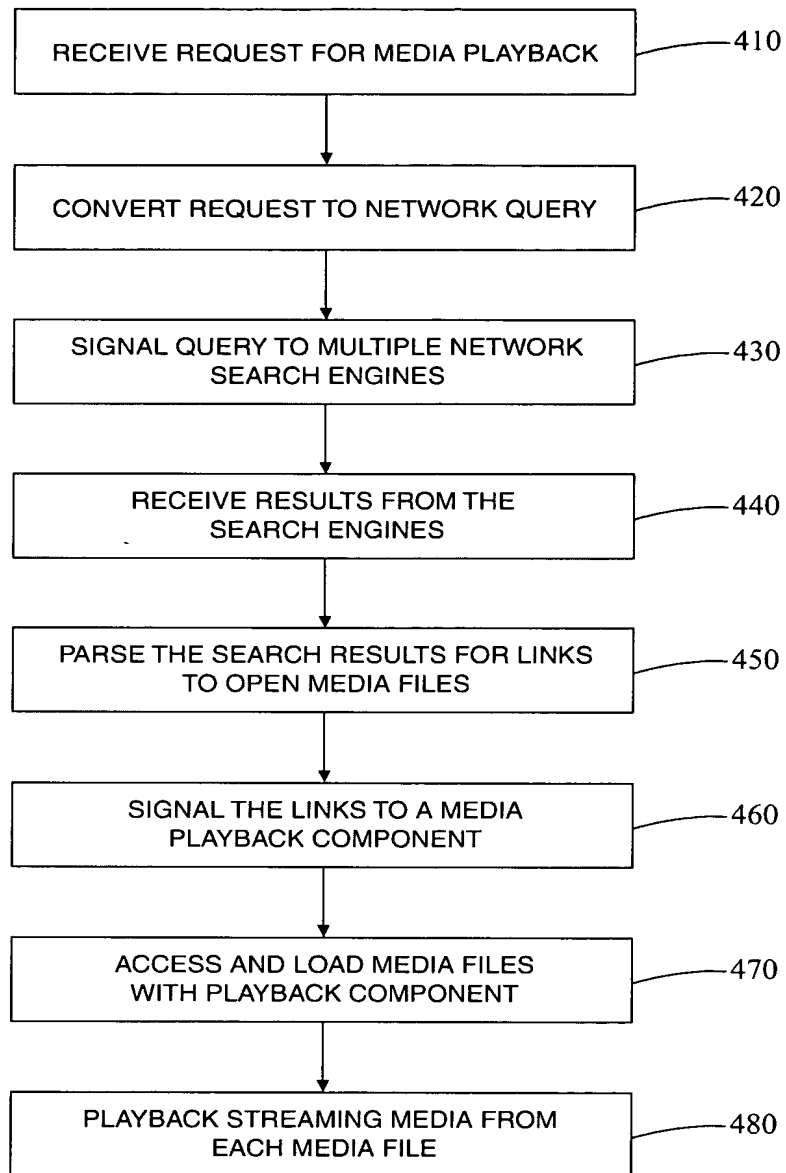 RECEIVE REQUEST FOR MEDIA PLAYBACK
410
CONVERT REQUEST TO NETWORK QUERY
420
SIGNAL QUERY TO MULTIPLE NETWORK
SEARCH ENGINES
430
RECEIVE RESULTS FROM THE
SEARCH ENGINES
440
PARSE THE SEARCH RESULTS FOR LINKS
TO OPEN MEDIA FILES
450
SIGNAL THE LINKS TO A MEDIA
PLAYBACK COMPONENT
460
ACCESS AND LOAD MEDIA FILES
WITH PLAYBACK COMPONENT
470
PLAYBACK STREAMING MEDIA FROM
EACH MEDIA FILE
480